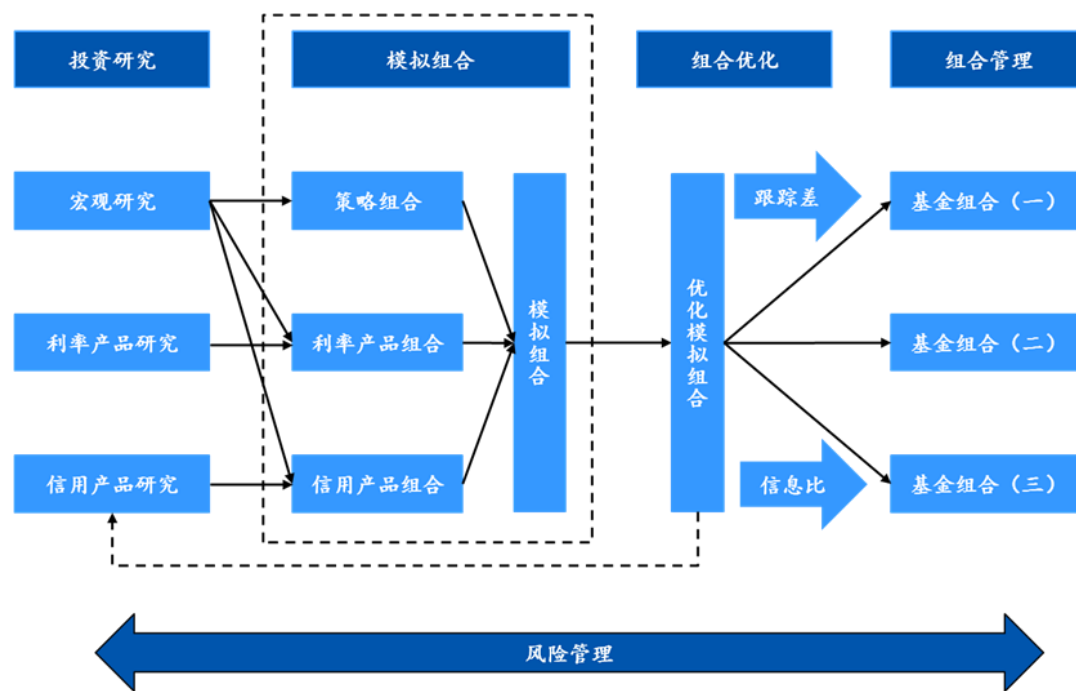 投资研究
模拟组合
组合优化
组合管理
宏观研究
策略组合
跟踪差
基金组合（一）
利率产品研究
利率产品组合
模拟组合
优化模拟组合
基金组合（二）
信用产品研究
信用产品组合
信息比
基金组合（三）
风险管理